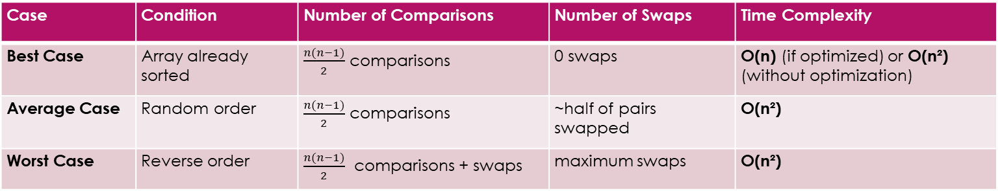 Case Condition Number of Comparisons Number of Swaps Time Complexity
Best Case Array already sorted n(n−1)/2 comparisons 0 swaps O(n) (if optimized) or O(n²) (without optimization)
Average Case Random order n(n−1)/2 comparisons ~half of pairs swapped O(n²)
Worst Case Reverse order n(n−1)/2 comparisons + swaps maximum swaps O(n²)